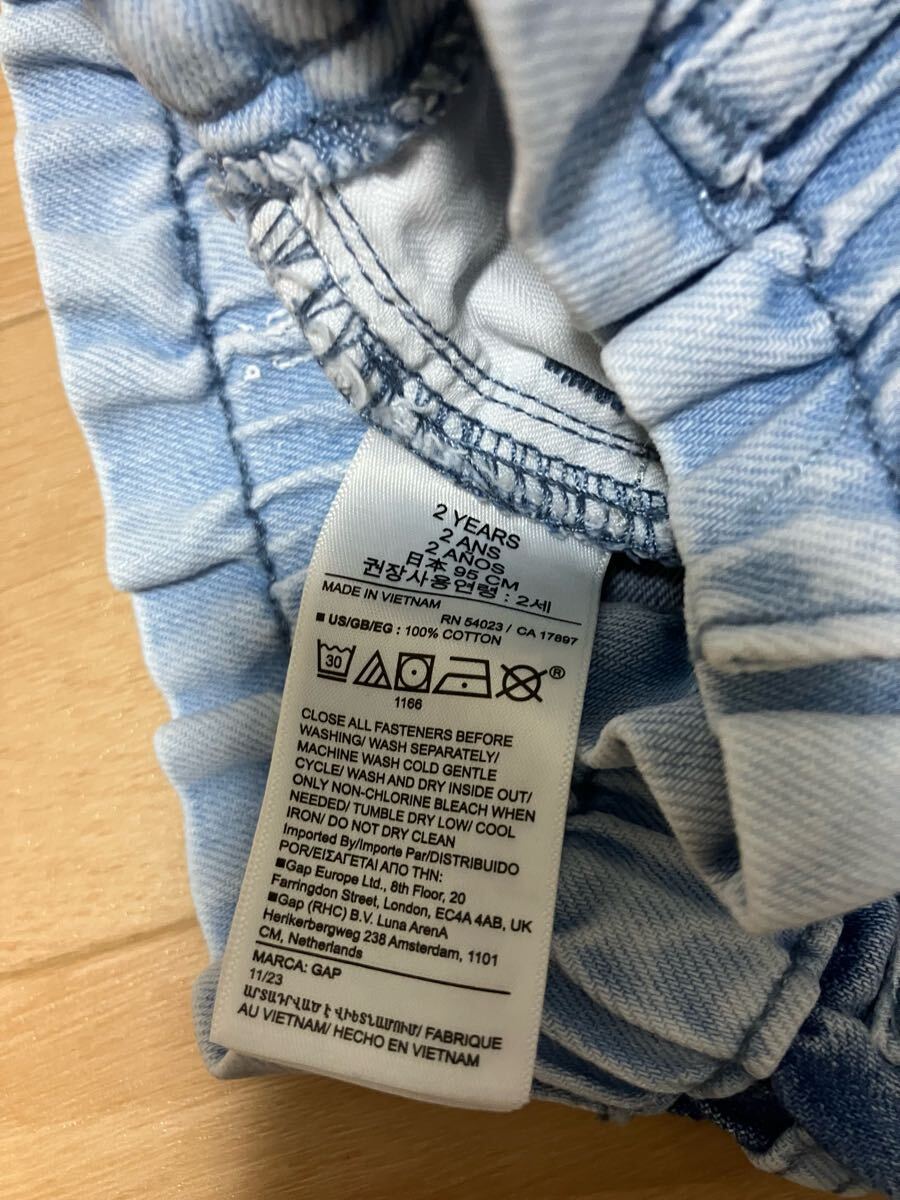 2 YEARS
2 ANS
2 AÑOS
日本 95 CM
권장사용연령 : 2세
MADE IN VIETNAM
RN 54023 / CA 17897
■ US/GB/EG : 100% COTTON
30
®
1166
CLOSE ALL FASTENERS BEFORE
WASHING/ WASH SEPARATELY/
MACHINE WASH COLD GENTLE
CYCLE/ WASH AND DRY INSIDE OUT/
ONLY NON-CHLORINE BLEACH WHEN
NEEDED/ TUMBLE DRY LOW/ COOL
IRON/ DO NOT DRY CLEAN
Imported By/Importe Par/DISTRIBUIDO
POR/ΕΙΣΑΓΕΤΑΙ ΑΠΟ ΤΗΝ:
■Gap Europe Ltd., 8th Floor, 20
Farringdon Street, London, EC4A 4AB, UK
■Gap (RHC) B.V. Luna ArenA
Herikerbergweg 238 Amsterdam, 1101
CM, Netherlands
MARCA: GAP
11/23
ԱՐՏԱԴՐՎԱԾ Է ՎԻԵՏՆԱՄՈՒՄ/ FABRIQUE
AU VIETNAM/ HECHO EN VIETNAM